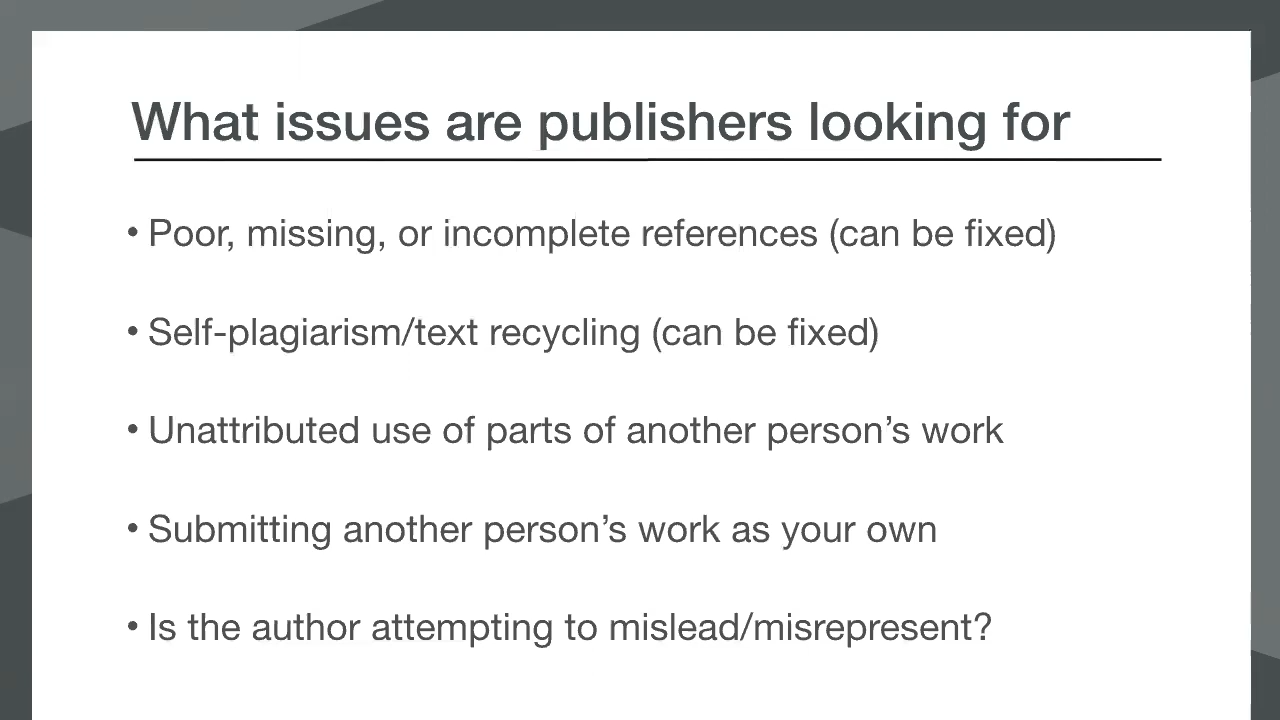 What issues are publishers looking for
• Poor, missing, or incomplete references (can be fixed)
• Self-plagiarism/text recycling (can be fixed)
• Unattributed use of parts of another person’s work
• Submitting another person’s work as your own
• Is the author attempting to mislead/misrepresent?